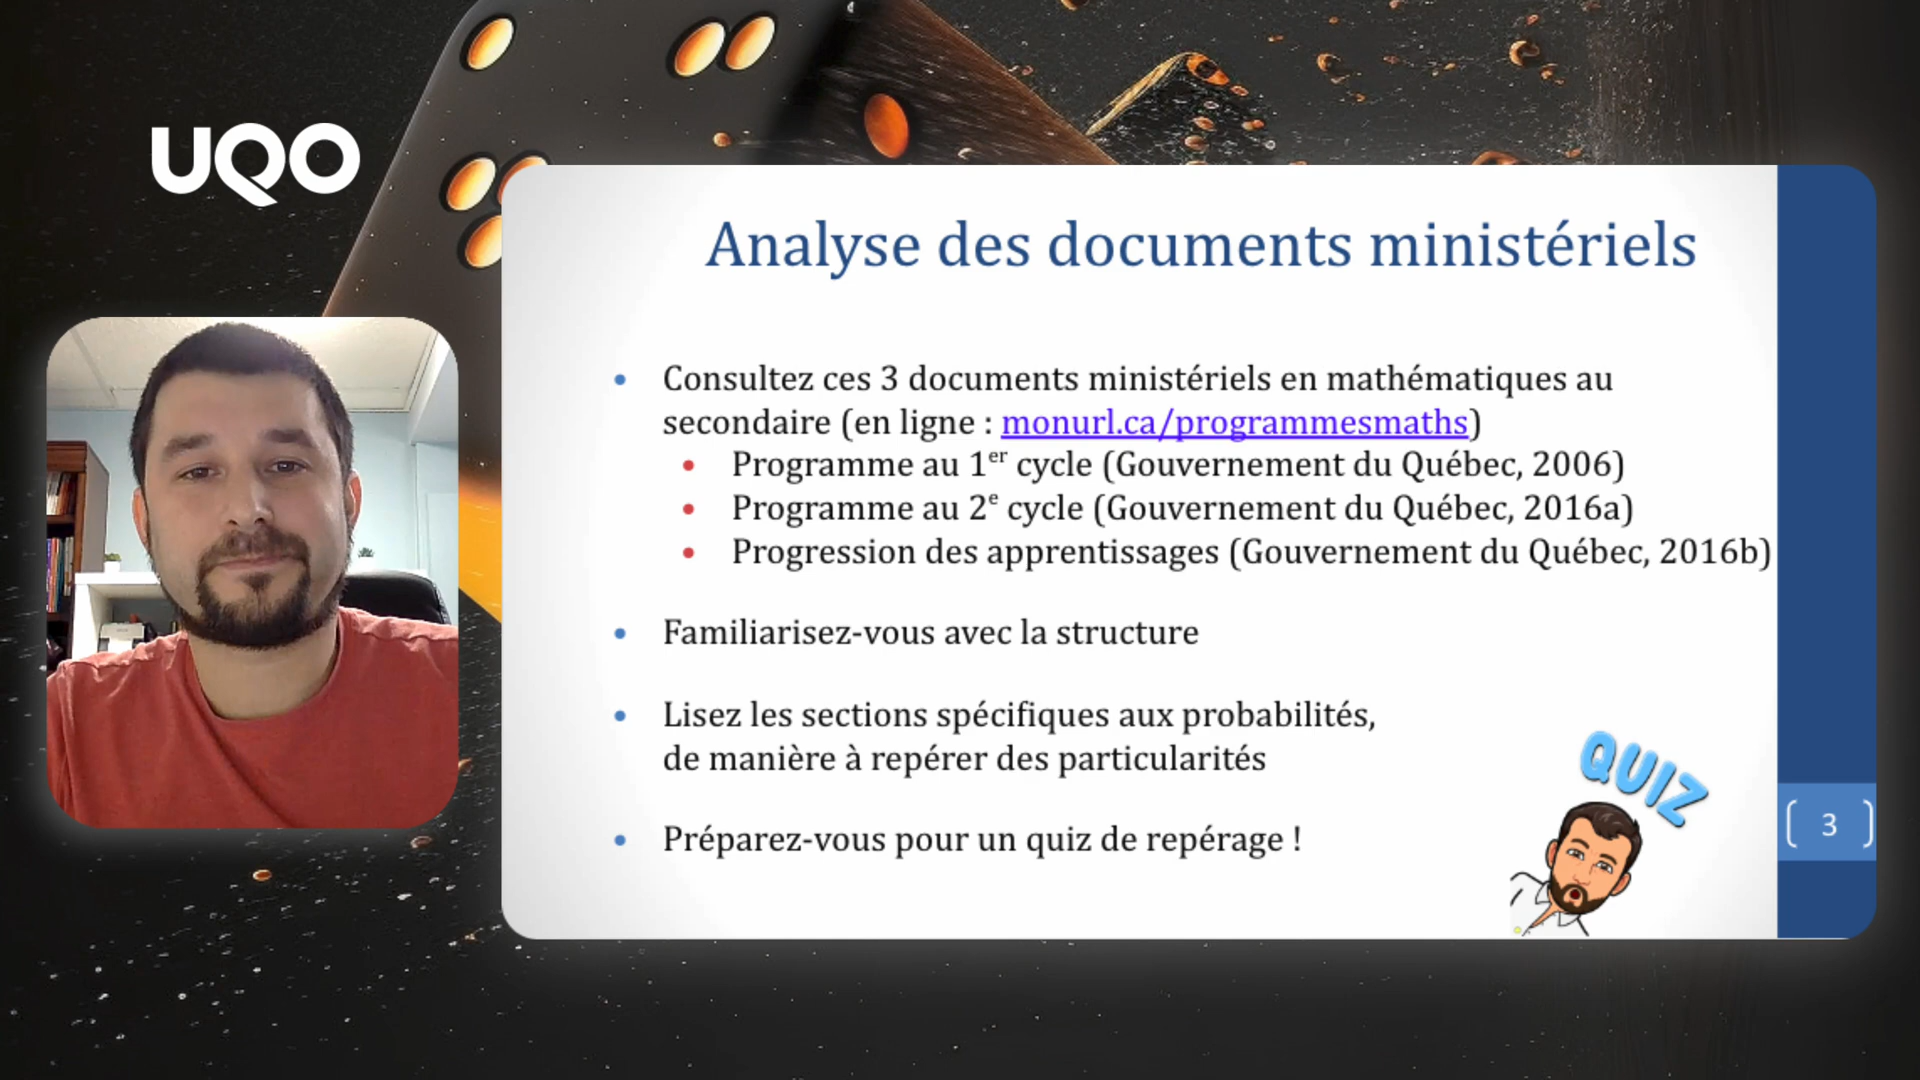 UQO
Analyse des documents ministériels
• Consultez ces 3 documents ministériels en mathématiques au
secondaire (en ligne : monurl.ca/programmesmaths)
• Programme au 1er cycle (Gouvernement du Québec, 2006)
• Programme au 2e cycle (Gouvernement du Québec, 2016a)
• Progression des apprentissages (Gouvernement du Québec, 2016b)
• Familiarisez-vous avec la structure
• Lisez les sections spécifiques aux probabilités,
de manière à repérer des particularités
• Préparez-vous pour un quiz de repérage !
QUIZ
3